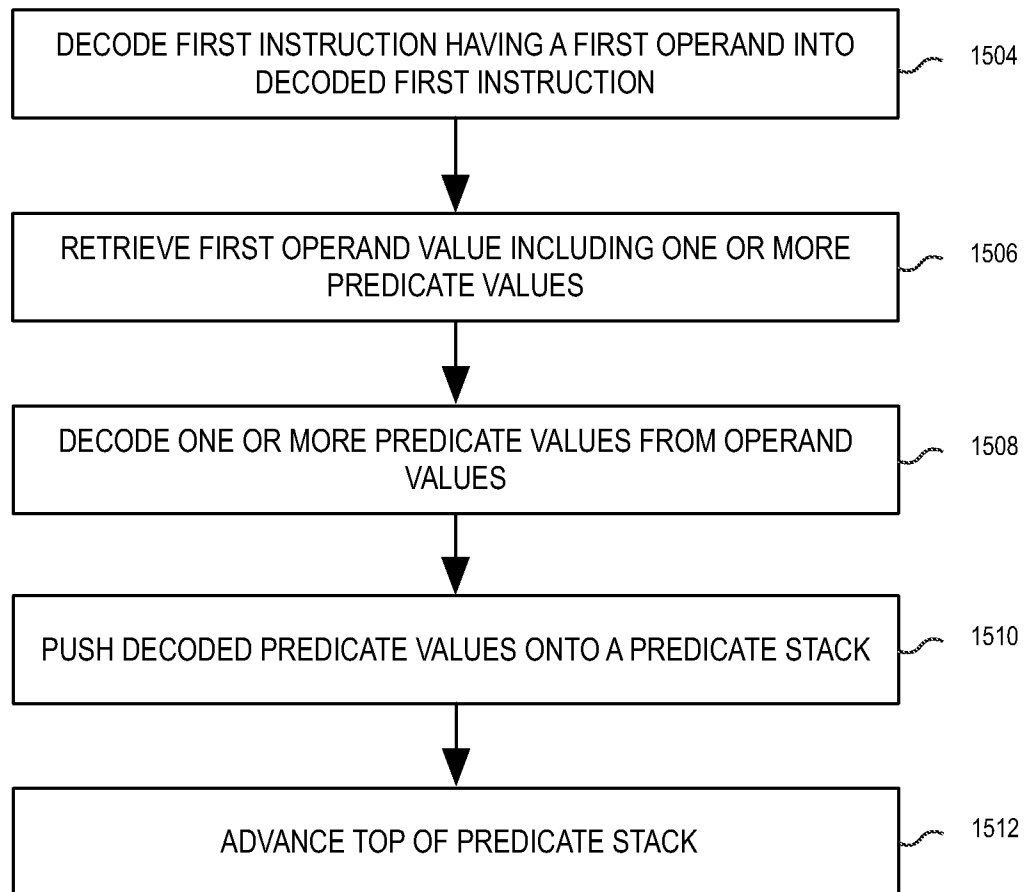 DECODE FIRST INSTRUCTION HAVING A FIRST OPERAND INTO
DECODED FIRST INSTRUCTION
1504
RETRIEVE FIRST OPERAND VALUE INCLUDING ONE OR MORE
PREDICATE VALUES
1506
DECODE ONE OR MORE PREDICATE VALUES FROM OPERAND
VALUES
1508
PUSH DECODED PREDICATE VALUES ONTO A PREDICATE STACK
1510
ADVANCE TOP OF PREDICATE STACK
1512